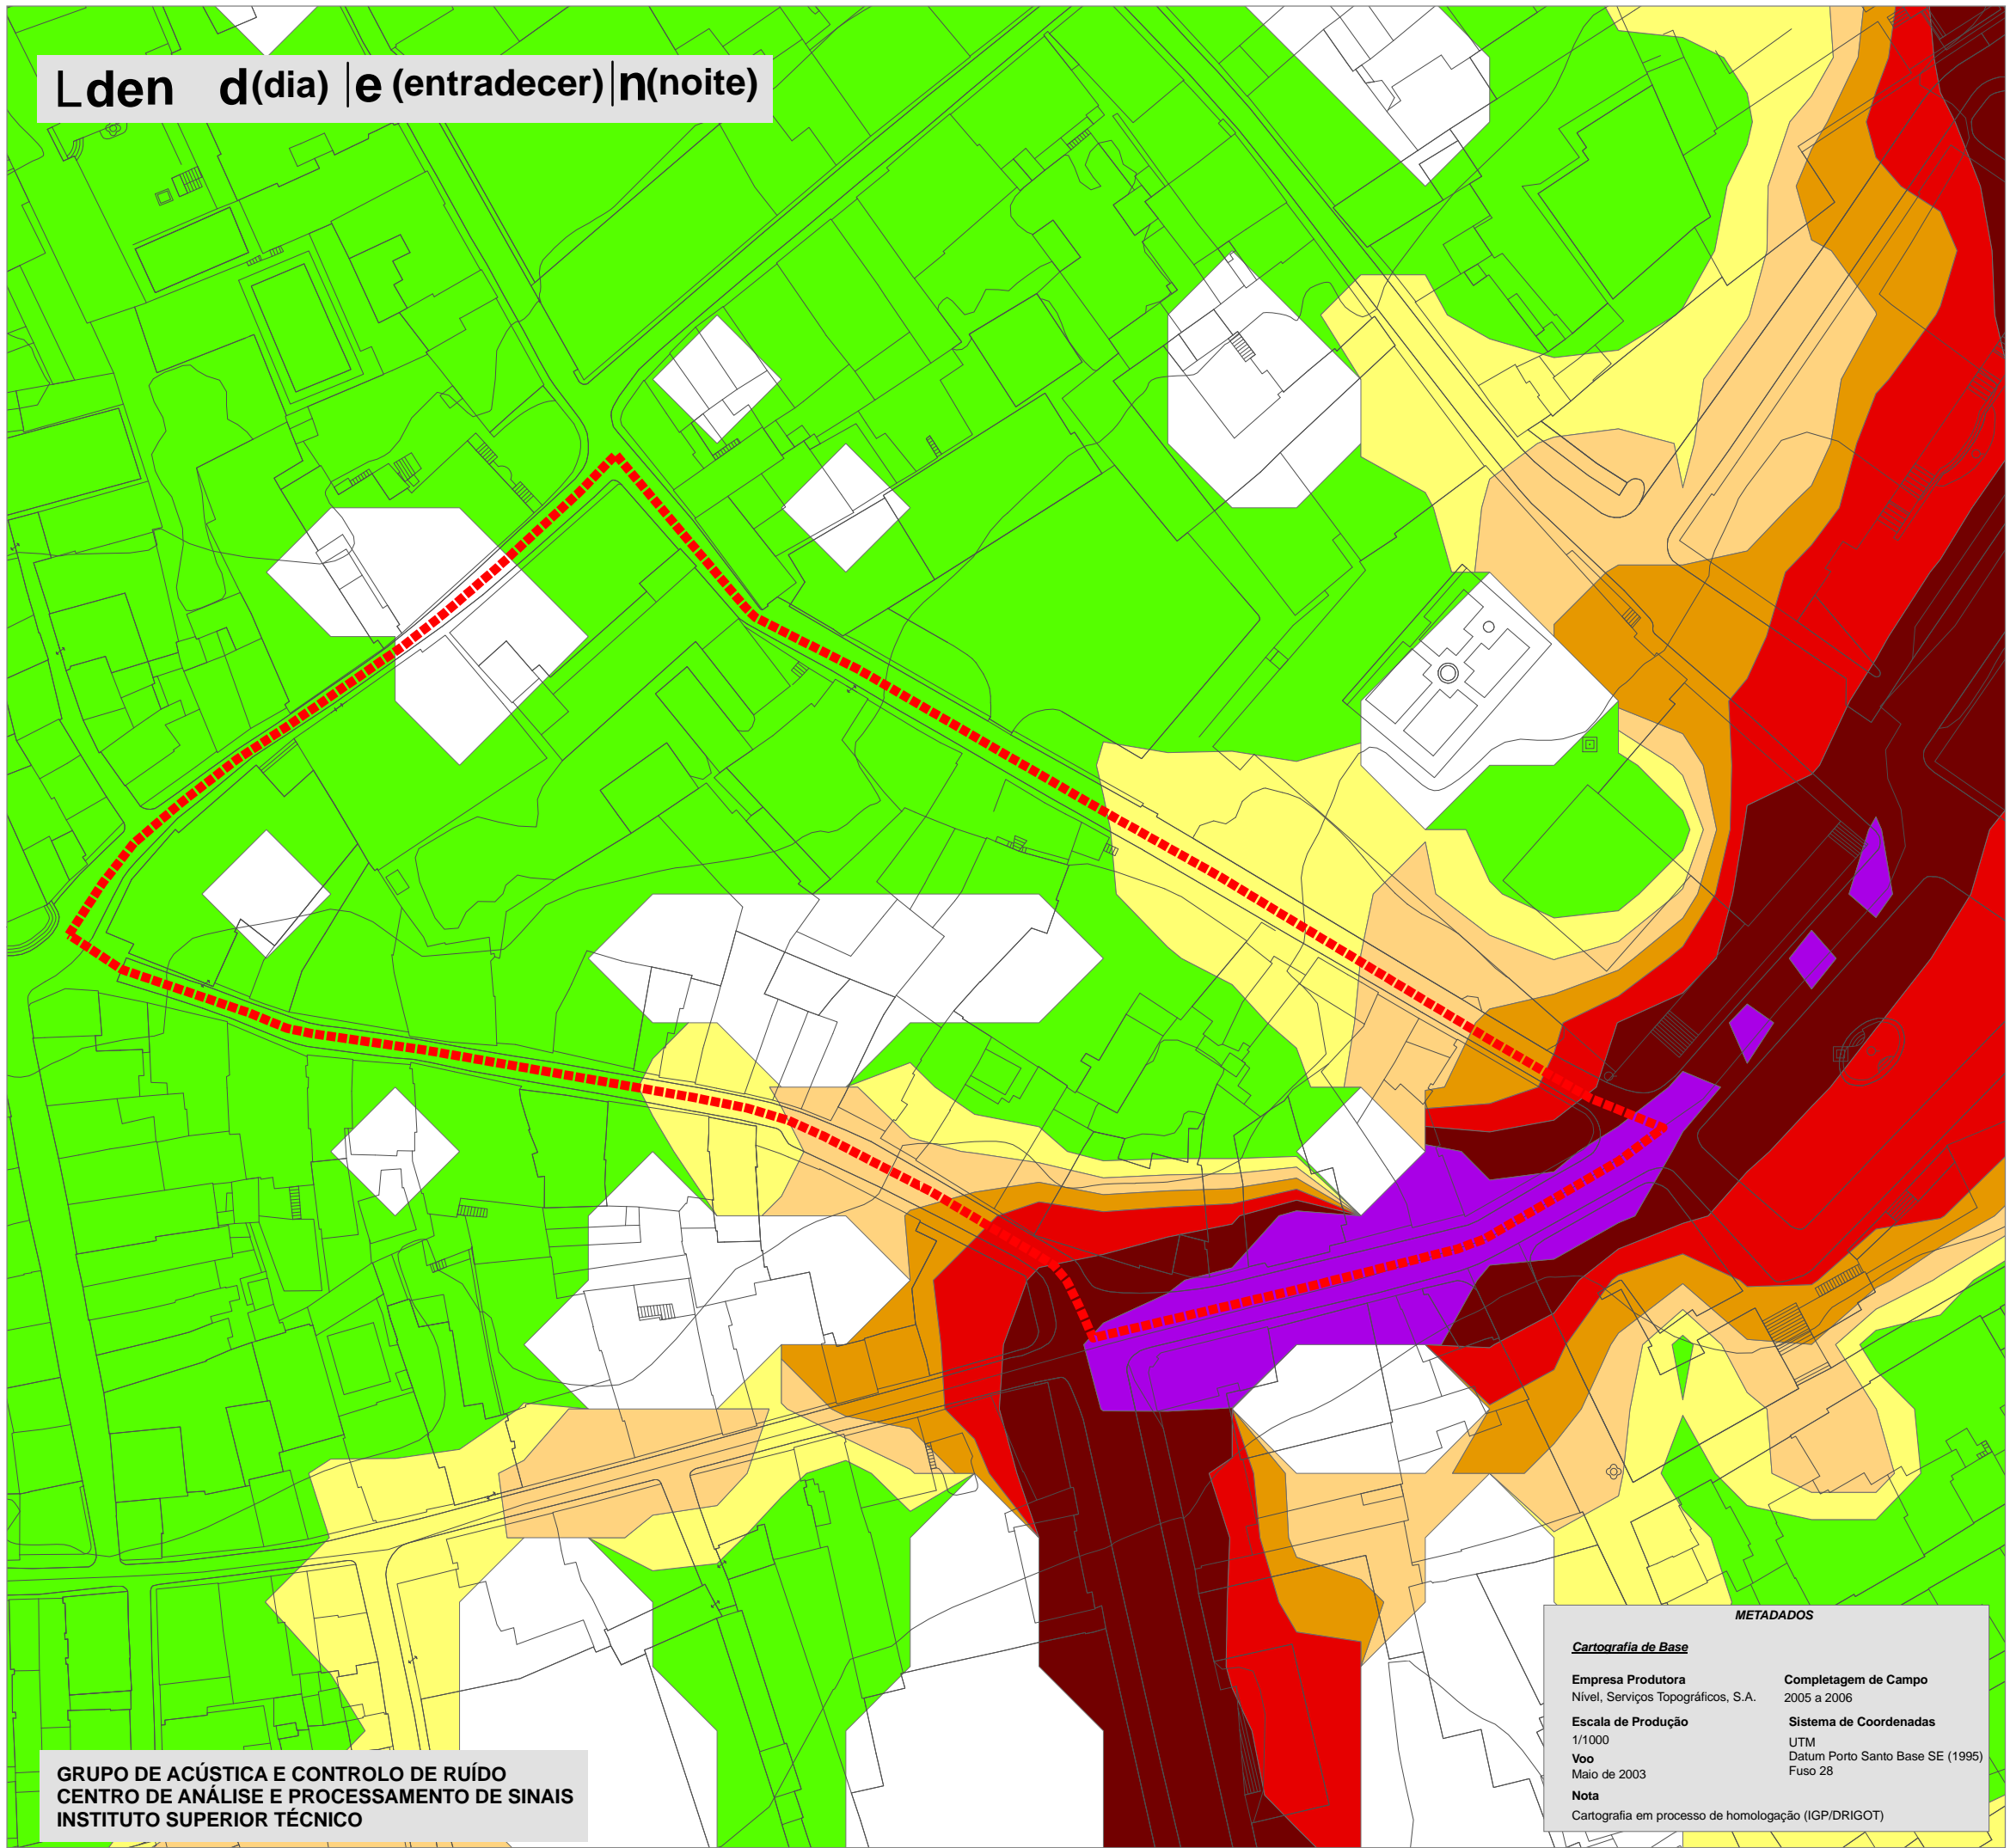 Lden d(dia) |e (entradecer)|n(noite)
METADADOS
Cartografia de Base
Empresa Produtora
Nível, Serviços Topográficos, S.A.
Completagem de Campo
2005 a 2006
Escala de Produção
1/1000
Sistema de Coordenadas
UTM
Datum Porto Santo Base SE (1995)
Fuso 28
Voo
Maio de 2003
Nota
Cartografia em processo de homologação (IGP/DRIGOT)
GRUPO DE ACÚSTICA E CONTROLO DE RUÍDO
CENTRO DE ANÁLISE E PROCESSAMENTO DE SINAIS
INSTITUTO SUPERIOR TÉCNICO